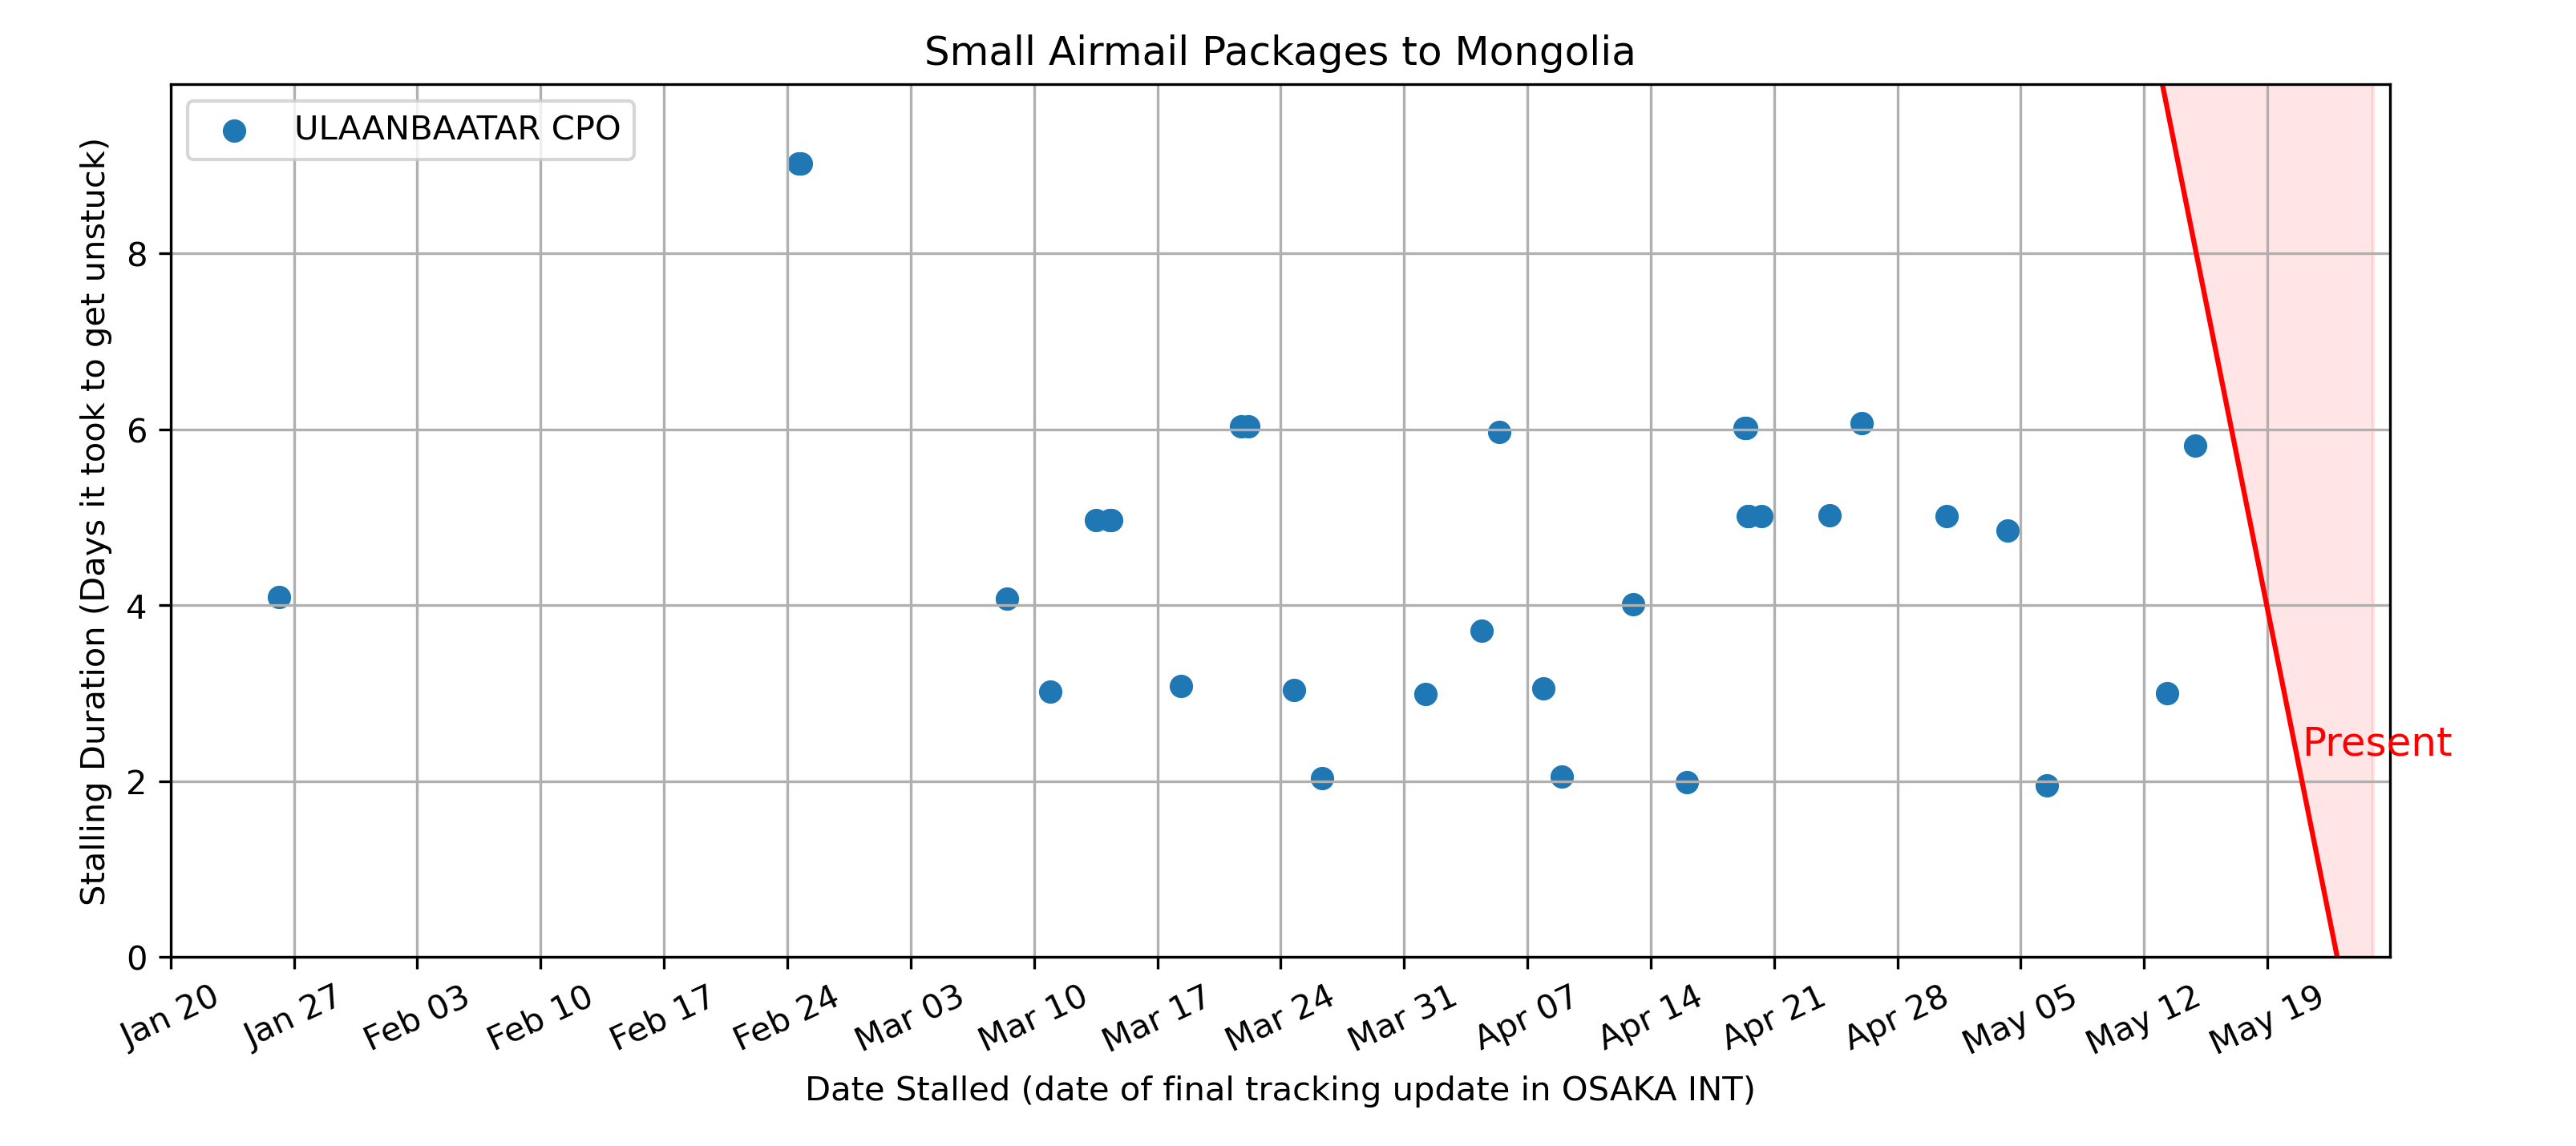 Small Airmail Packages to Mongolia
ULAANBAATAR CPO
Stalling Duration (Days it took to get unstuck)
8
6
4
2
0
Present
Jan 20
Jan 27
Feb 03
Feb 10
Feb 17
Feb 24
Mar 03
Mar 10
Mar 17
Mar 24
Mar 31
Apr 07
Apr 14
Apr 21
Apr 28
May 05
May 12
May 19
Date Stalled (date of final tracking update in OSAKA INT)